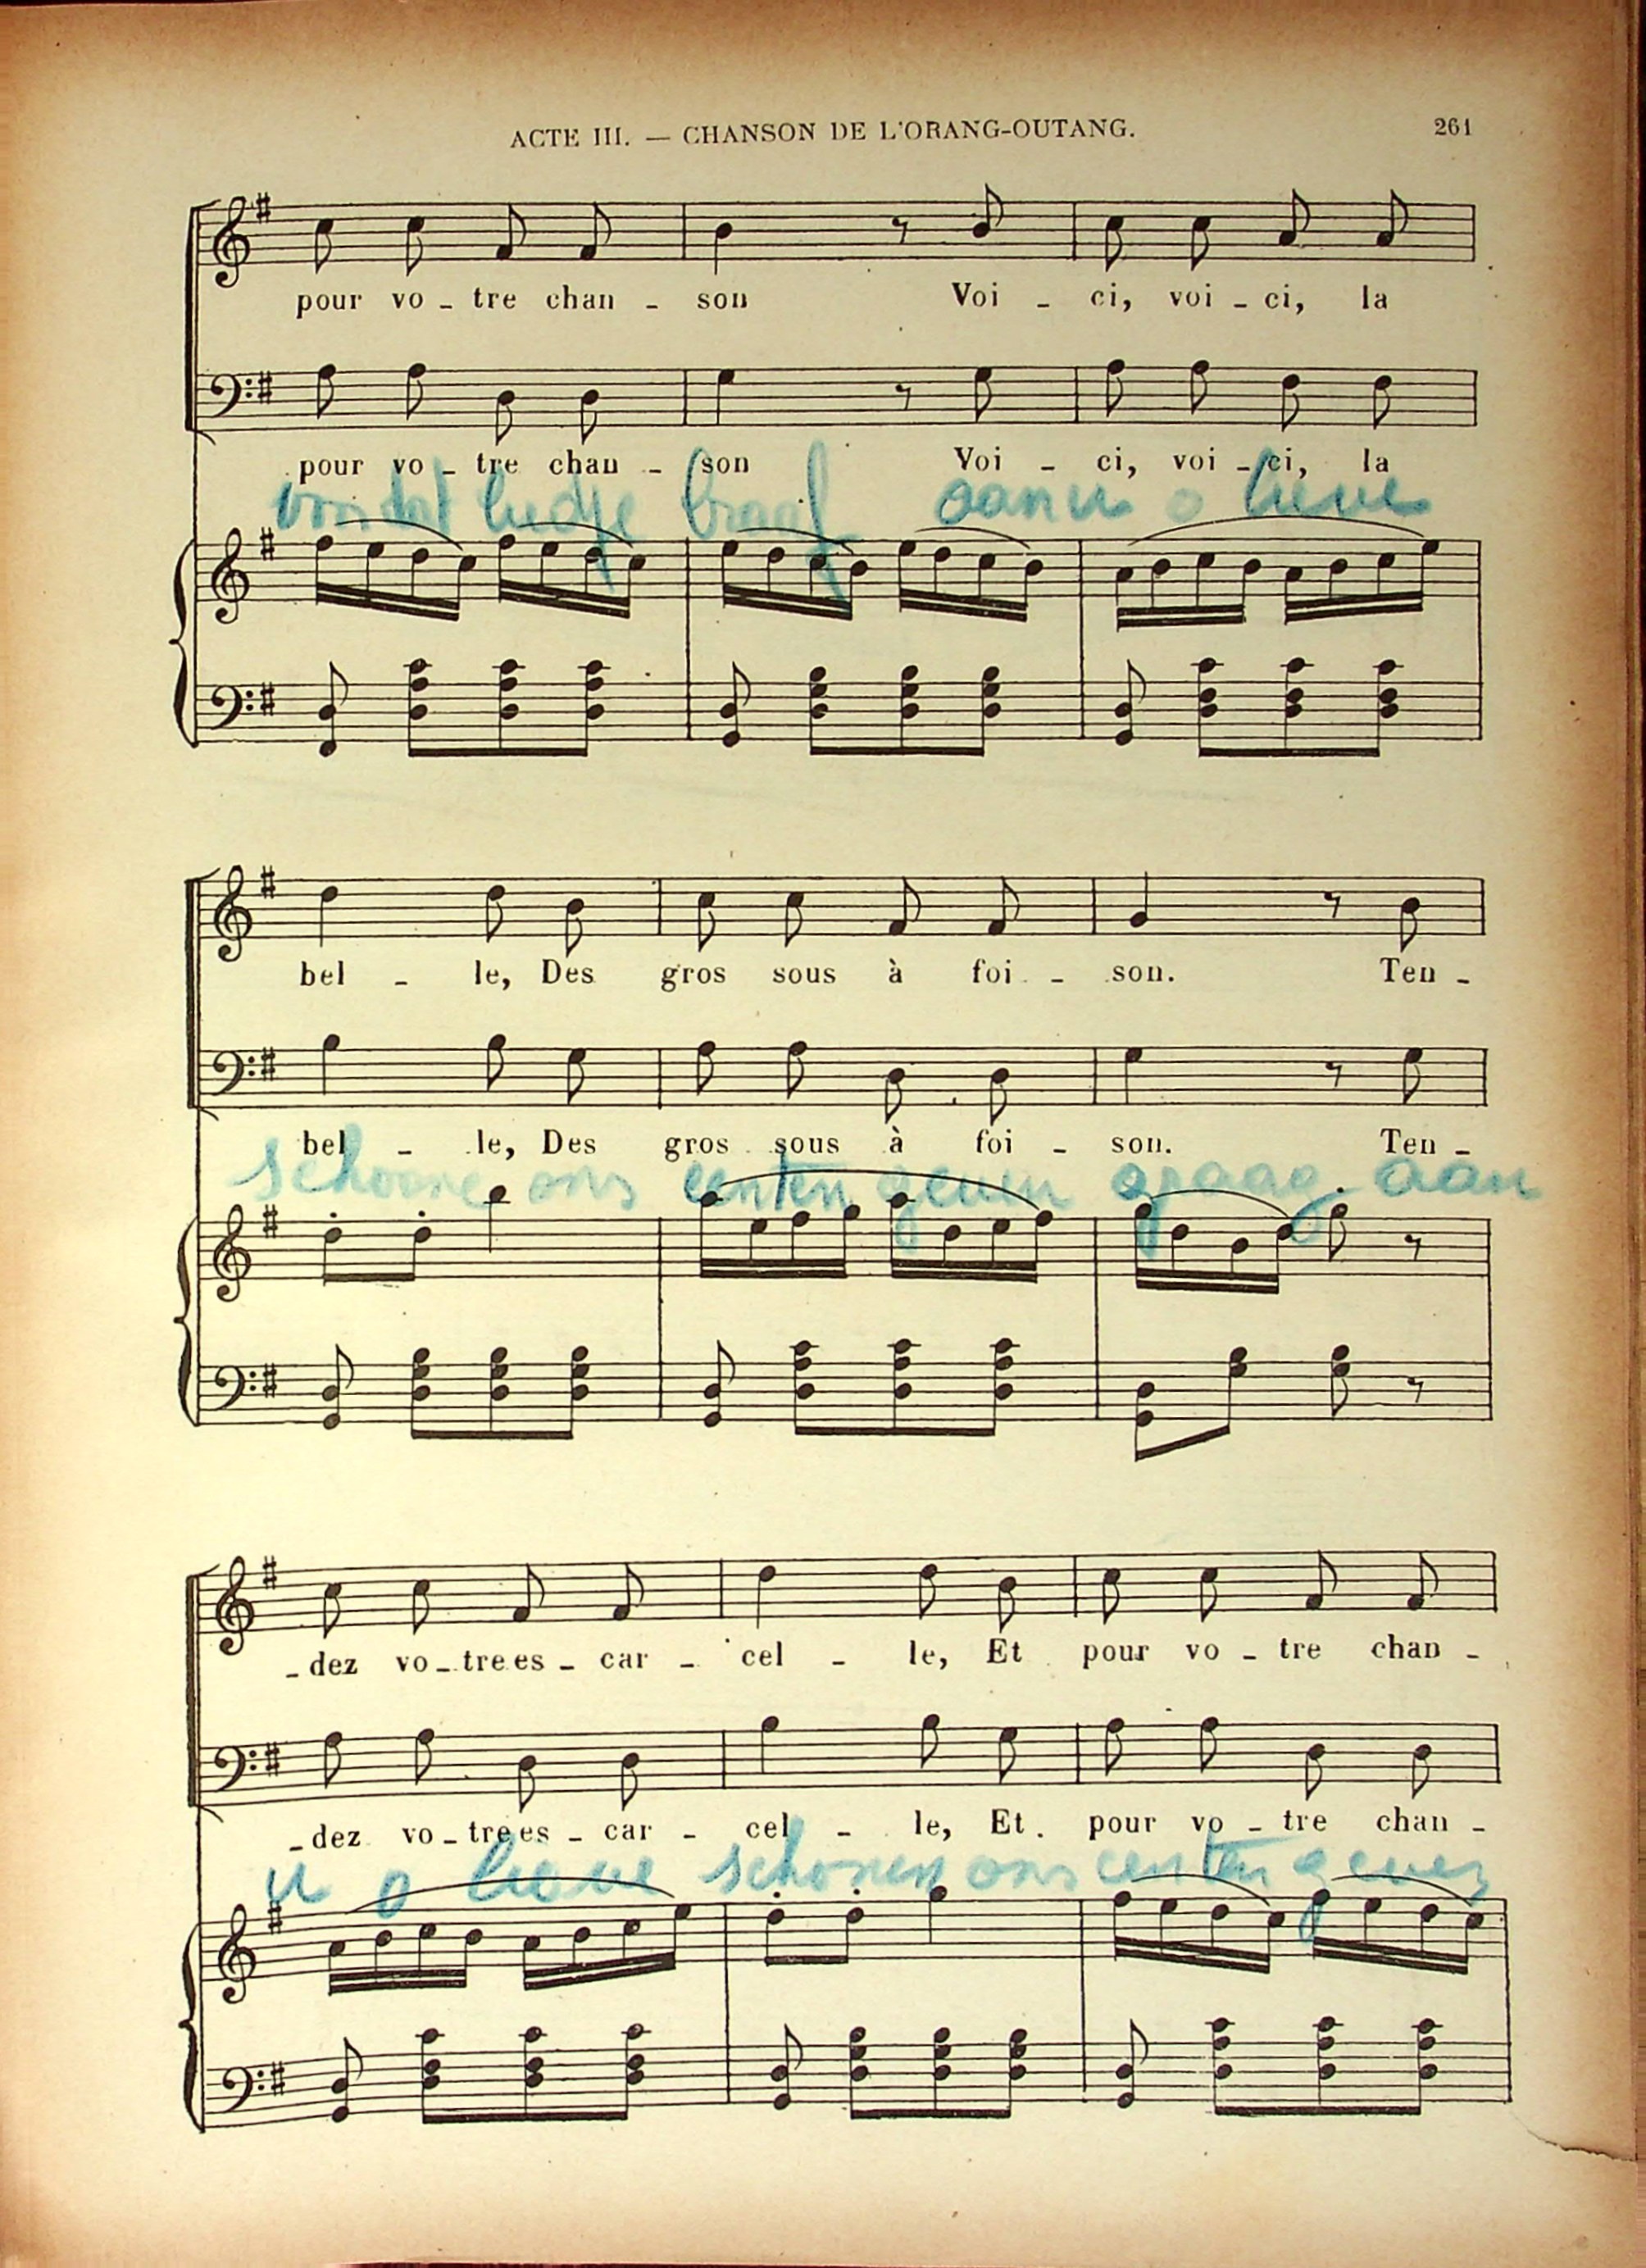 ACTE III. — CHANSON DE L'ORANG-OUTANG. 261
pour vo - tre chan - son Voi - ci, voi - ci, la
pour vo - tre chan - son Voi - ci, voi - ci, la
voor dat liedje braaf aan u o lieve
bel - le, Des gros sous à foi - son. Ten -
bel - le, Des gros sous à foi - son. Ten -
schoone ons centen geven graag aan
- dez vo - tre es - car - cel - le, Et pour vo - tre chan -
- dez vo - tre es - car - cel - le, Et pour vo - tre chan -
u o lieve schonen ons centen geven